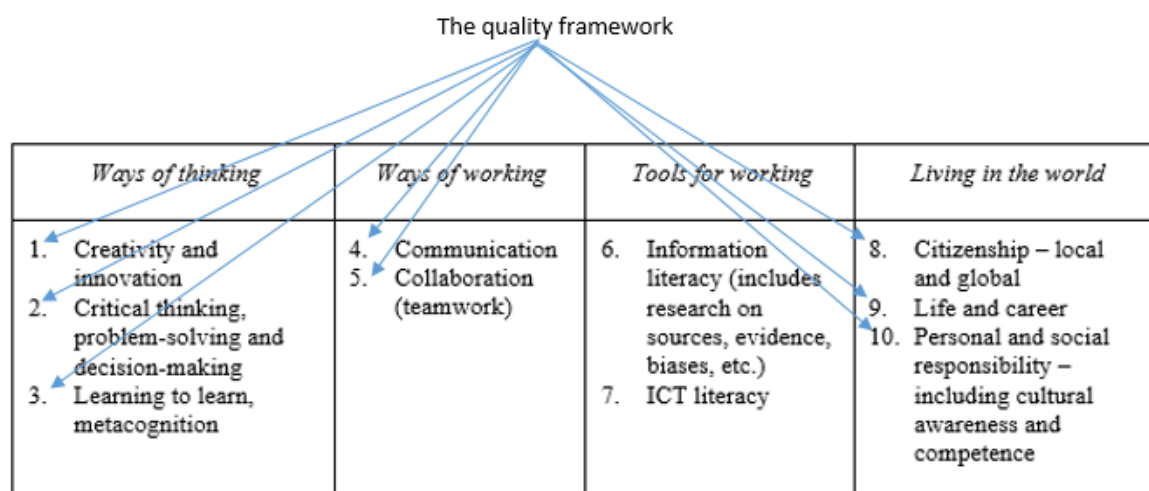 The quality framework
Ways of thinking
Ways of working
Tools for working
Living in the world
1. Creativity and
innovation
2. Critical thinking,
problem-solving and
decision-making
3. Learning to learn,
metacognition
4. Communication
5. Collaboration
(teamwork)
6. Information
literacy (includes
research on
sources, evidence,
biases, etc.)
7. ICT literacy
8. Citizenship – local
and global
9. Life and career
10. Personal and social
responsibility –
including cultural
awareness and
competence